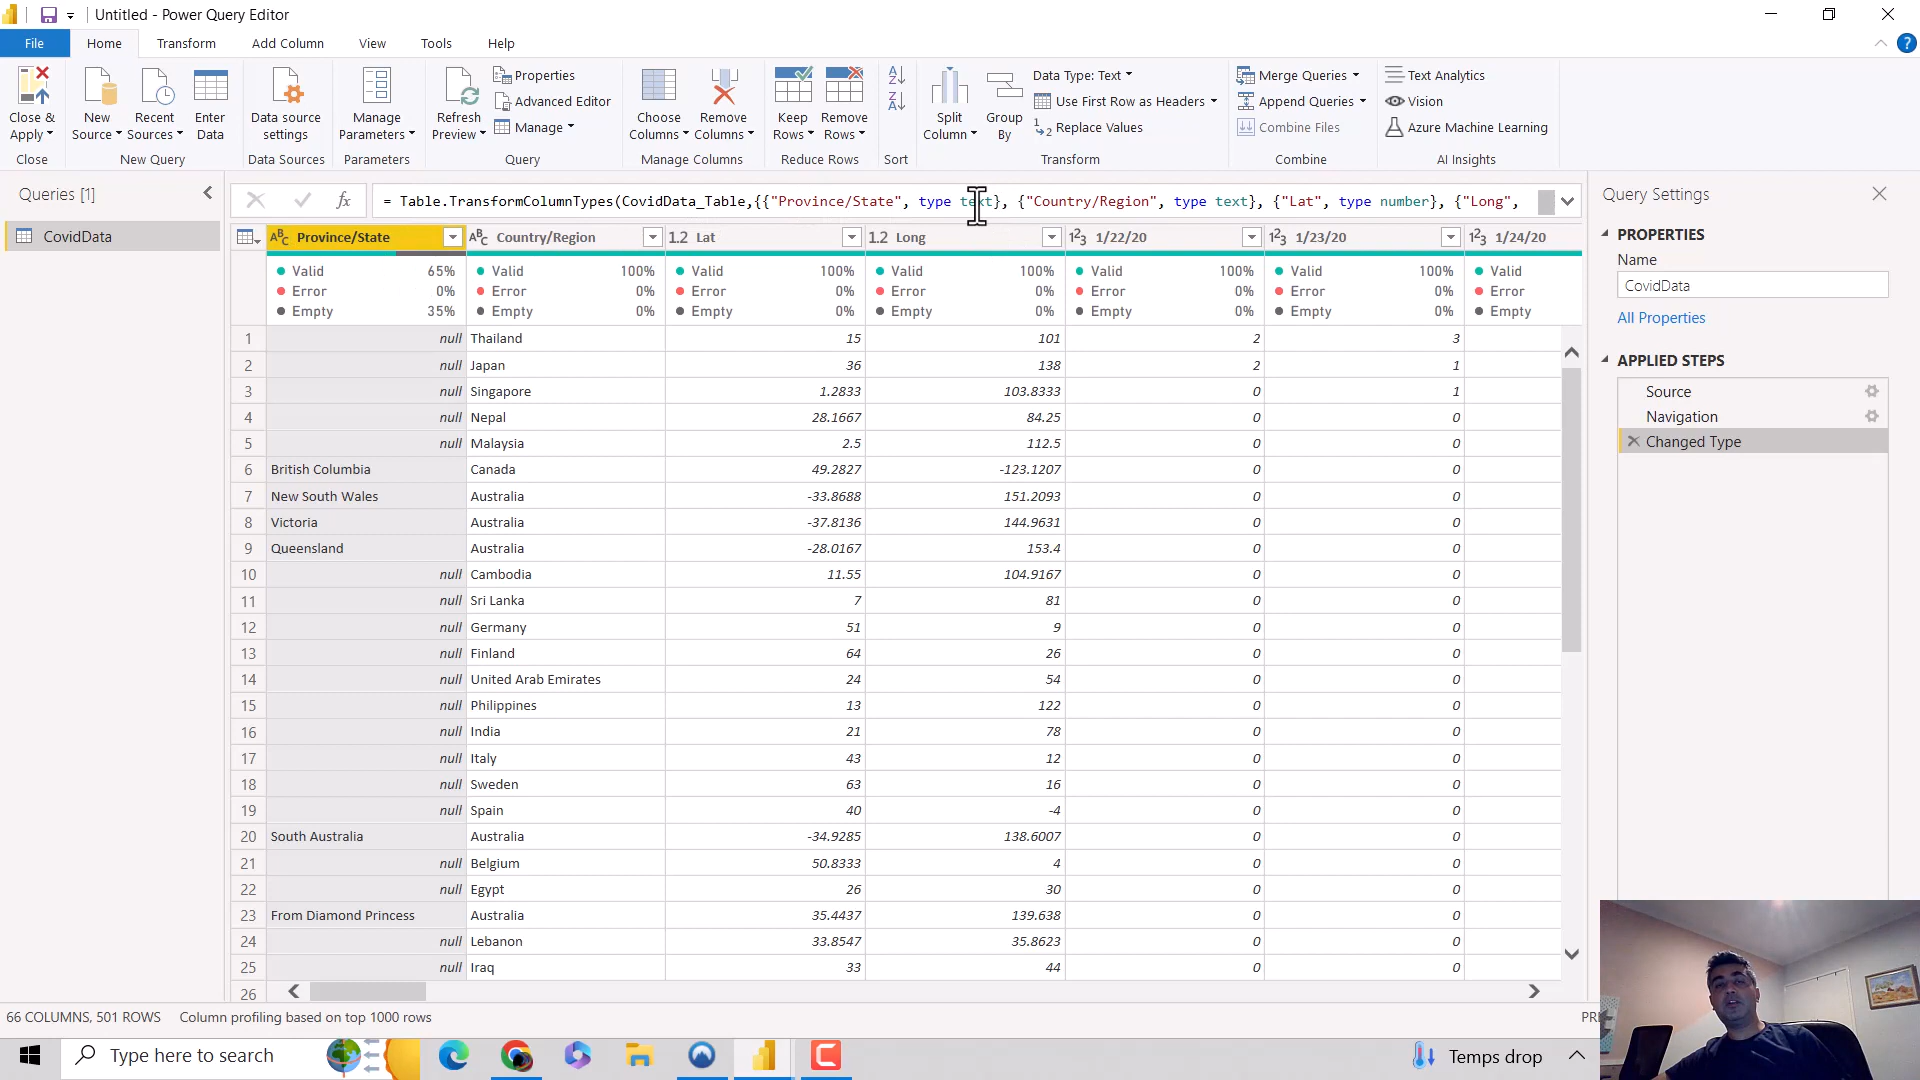 Untitled - Power Query Editor
File Home Transform Add Column View Tools Help
Close & Apply
New Source
Recent Sources
Enter Data
Data source settings
Manage Parameters
Refresh Preview
Properties
Advanced Editor
Manage
Choose Columns
Remove Columns
Keep Rows
Remove Rows
Split Column
Group By
Data Type: Text
Use First Row as Headers
Replace Values
Merge Queries
Append Queries
Combine Files
Text Analytics
Vision
Azure Machine Learning
Close New Query Data Sources Parameters Query Manage Columns Reduce Rows Sort Transform Combine AI Insights
Queries [1]
CovidData
fx = Table.TransformColumnTypes(CovidData_Table,{{"Province/State", type text}, {"Country/Region", type text}, {"Lat", type number}, {"Long",
ABC Province/State ABC Country/Region 1.2 Lat 1.2 Long 123 1/22/20 123 1/23/20 123 1/24/20
Valid 65% Valid 100% Valid 100% Valid 100% Valid 100% Valid 100% Valid
Error 0% Error 0% Error 0% Error 0% Error 0% Error 0% Error
Empty 35% Empty 0% Empty 0% Empty 0% Empty 0% Empty 0% Empty
1 null Thailand 15 101 2 3
2 null Japan 36 138 2 1
3 null Singapore 1.2833 103.8333 0 1
4 null Nepal 28.1667 84.25 0 0
5 null Malaysia 2.5 112.5 0 0
6 British Columbia Canada 49.2827 -123.1207 0 0
7 New South Wales Australia -33.8688 151.2093 0 0
8 Victoria Australia -37.8136 144.9631 0 0
9 Queensland Australia -28.0167 153.4 0 0
10 null Cambodia 11.55 104.9167 0 0
11 null Sri Lanka 7 81 0 0
12 null Germany 51 9 0 0
13 null Finland 64 26 0 0
14 null United Arab Emirates 24 54 0 0
15 null Philippines 13 122 0 0
16 null India 21 78 0 0
17 null Italy 43 12 0 0
18 null Sweden 63 16 0 0
19 null Spain 40 -4 0 0
20 South Australia Australia -34.9285 138.6007 0 0
21 null Belgium 50.8333 4 0 0
22 null Egypt 26 30 0 0
23 From Diamond Princess Australia 35.4437 139.638 0 0
24 null Lebanon 33.8547 35.8623 0 0
25 null Iraq 33 44 0 0
26
Query Settings
PROPERTIES
Name
CovidData
All Properties
APPLIED STEPS
Source
Navigation
Changed Type
66 COLUMNS, 501 ROWS Column profiling based on top 1000 rows PRE
Type here to search
Temps drop